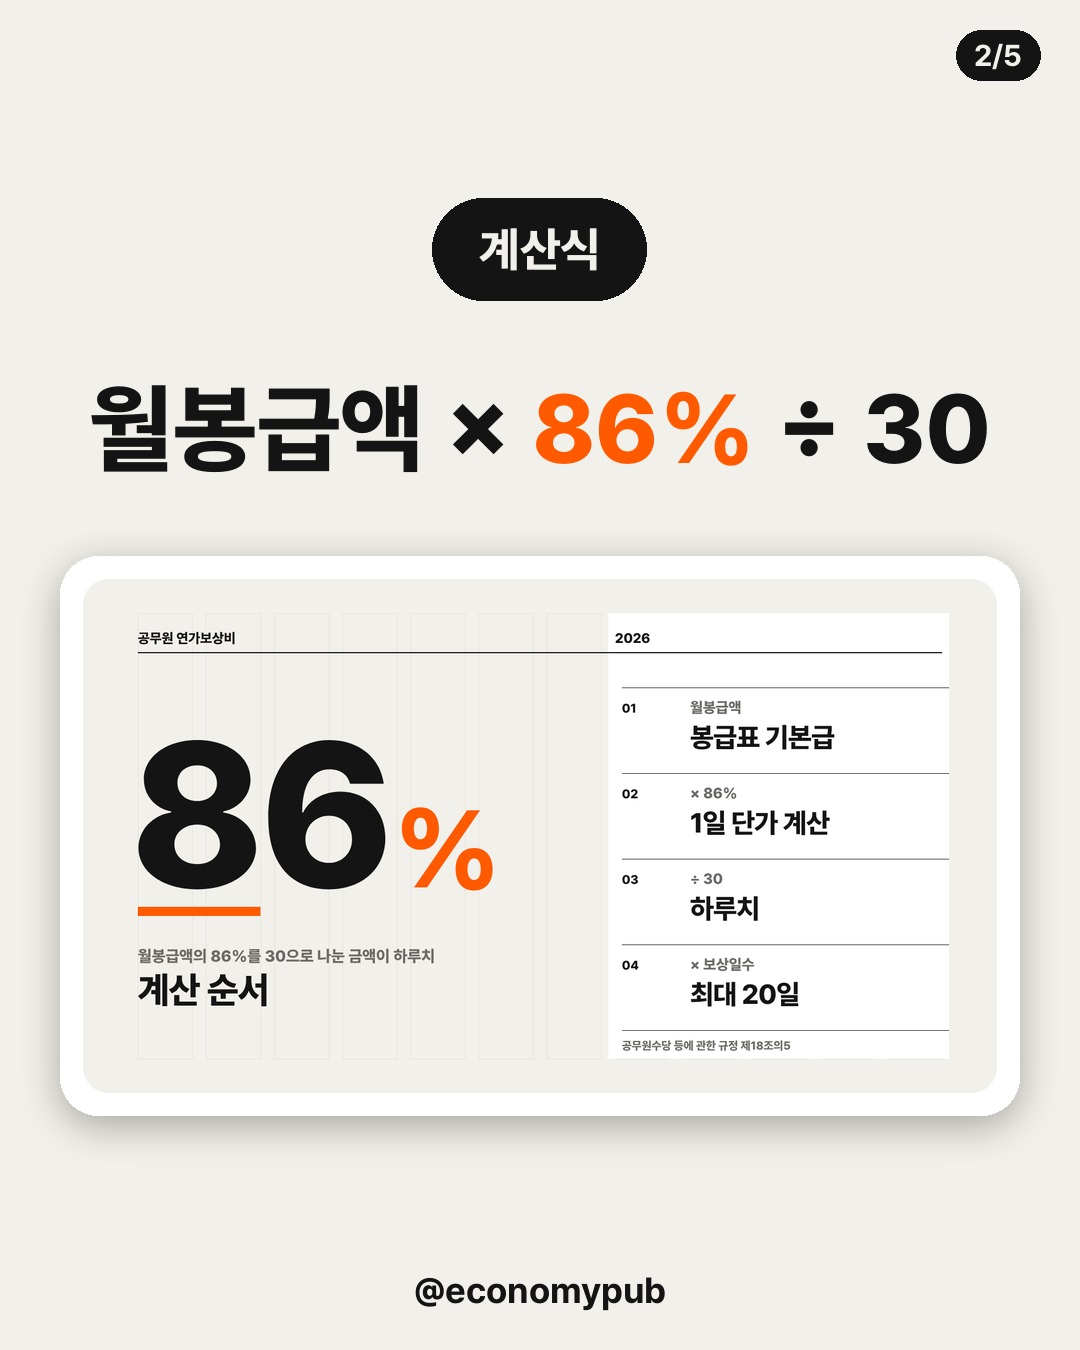 2/5
계산식
월봉급액 × 86% ÷ 30
공무원 연가보상비
2026
86%
월봉급액의 86%를 30으로 나눈 금액이 하루치
계산 순서
01
월봉급액
봉급표 기본급
02
× 86%
1일 단가 계산
03
÷ 30
하루치
04
× 보상일수
최대 20일
공무원수당 등에 관한 규정 제18조의5
@economypub